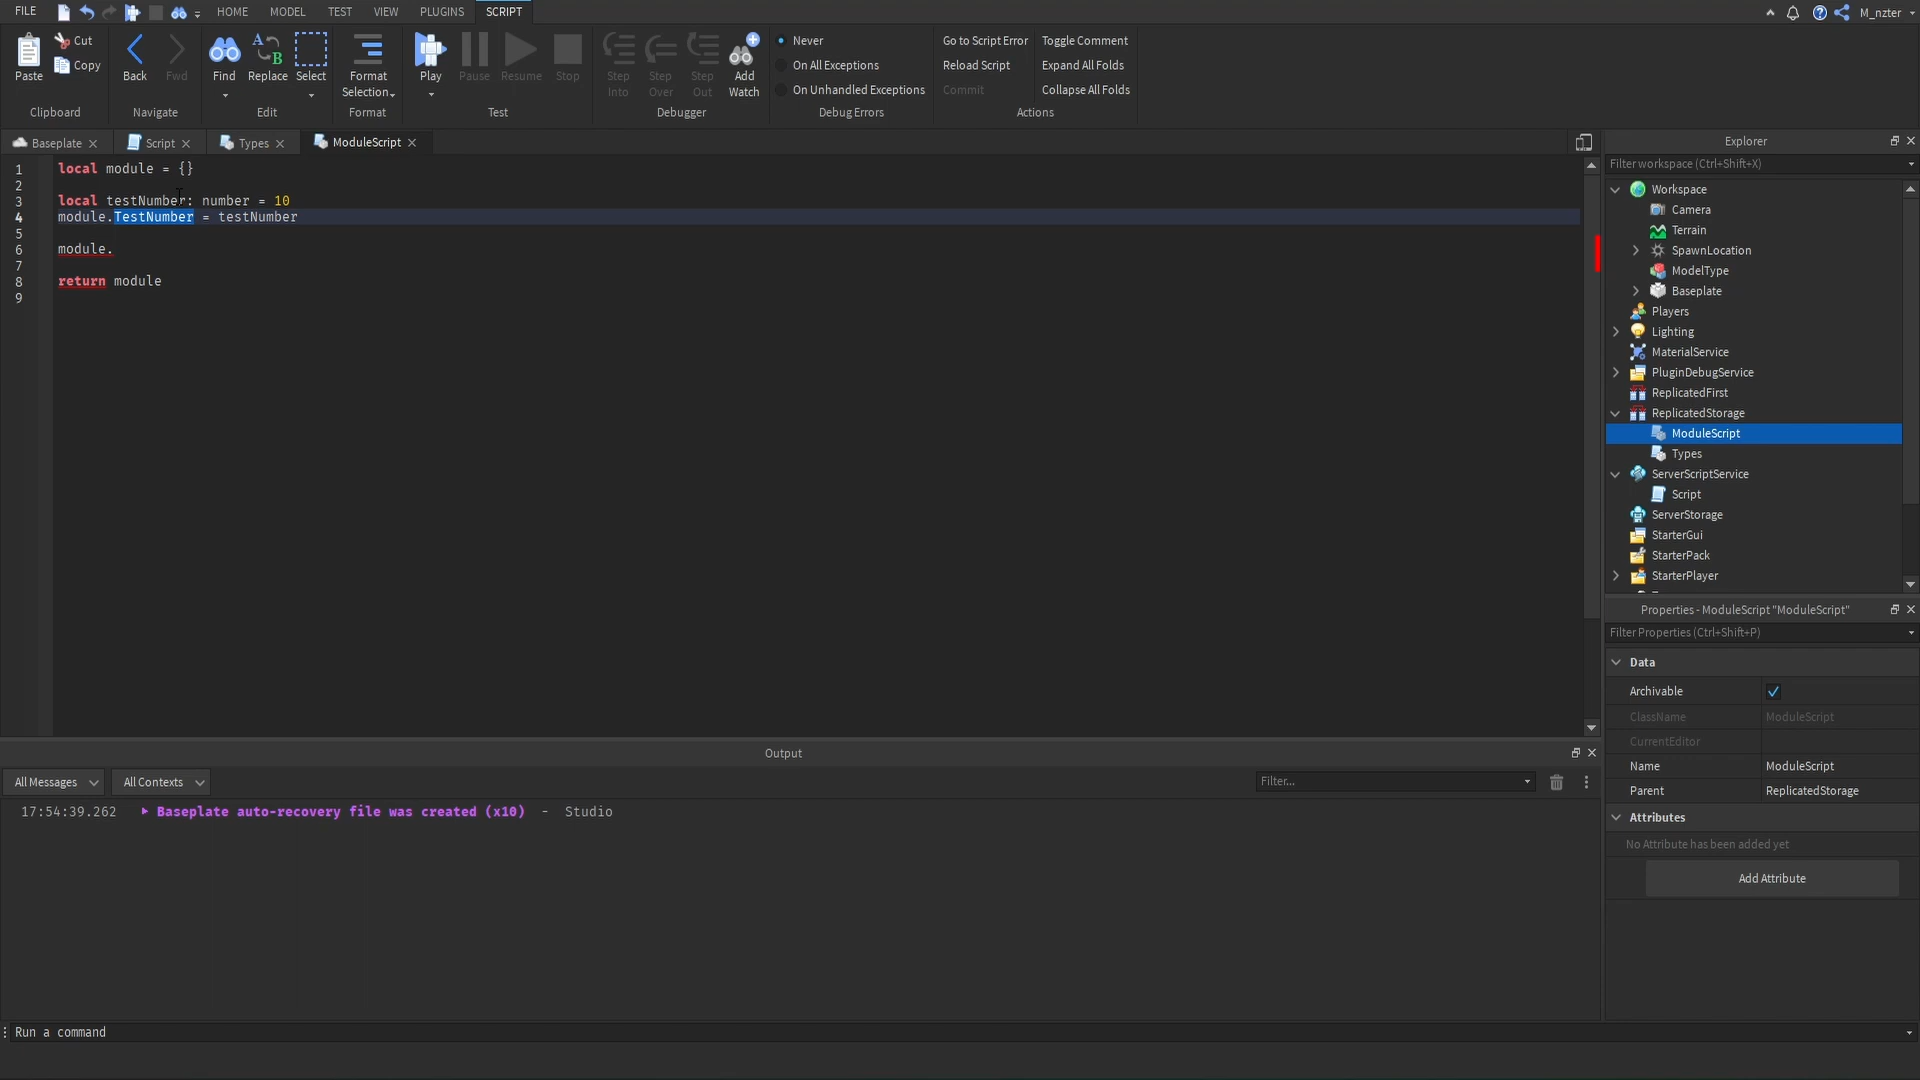 FILE HOME MODEL TEST VIEW PLUGINS SCRIPT M_nzter
Paste Cut Copy
Clipboard
Back Fwd
Navigate
Find Replace Select
Edit
Format Selection
Format
Play Pause Resume Stop
Test
Step Into Step Over Step Out Add Watch
Debugger
Never
On All Exceptions
On Unhandled Exceptions
Debug Errors
Go to Script Error Toggle Comment
Reload Script Expand All Folds
Commit Collapse All Folds
Actions
Baseplate Script Types ModuleScript
1 local module = {}
2
3 local testNumber: number = 10
4 module.TestNumber = testNumber
5
6 module.
7
8 return module
9
Explorer
Filter workspace (Ctrl+Shift+X)
Workspace
Camera
Terrain
SpawnLocation
ModelType
Baseplate
Players
Lighting
MaterialService
PluginDebugService
ReplicatedFirst
ReplicatedStorage
ModuleScript
Types
ServerScriptService
Script
ServerStorage
StarterGui
StarterPack
StarterPlayer
Properties - ModuleScript "ModuleScript"
Filter Properties (Ctrl+Shift+P)
Data
Archivable
ClassName ModuleScript
CurrentEditor
Name ModuleScript
Parent ReplicatedStorage
Attributes
No Attribute has been added yet
Add Attribute
Output
All Messages All Contexts Filter...
17:54:39.262 Baseplate auto-recovery file was created (x10) - Studio
Run a command